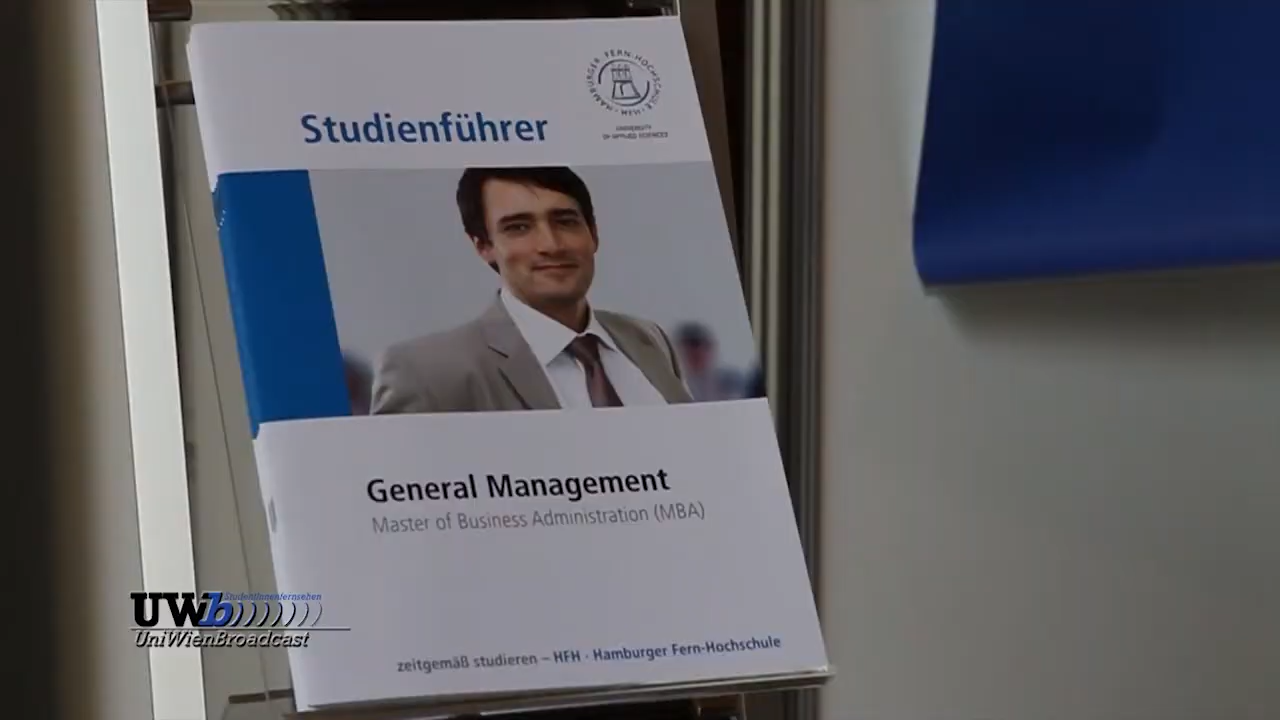 HAMBURGER FERN-HOCHSCHULE · HFH ·
UNIVERSITY
OF APPLIED SCIENCES
Studienführer
General Management
Master of Business Administration (MBA)
zeitgemäß studieren – HFH · Hamburger Fern-Hochschule
UWb StudentInnenfernsehen
UniWienBroadcast